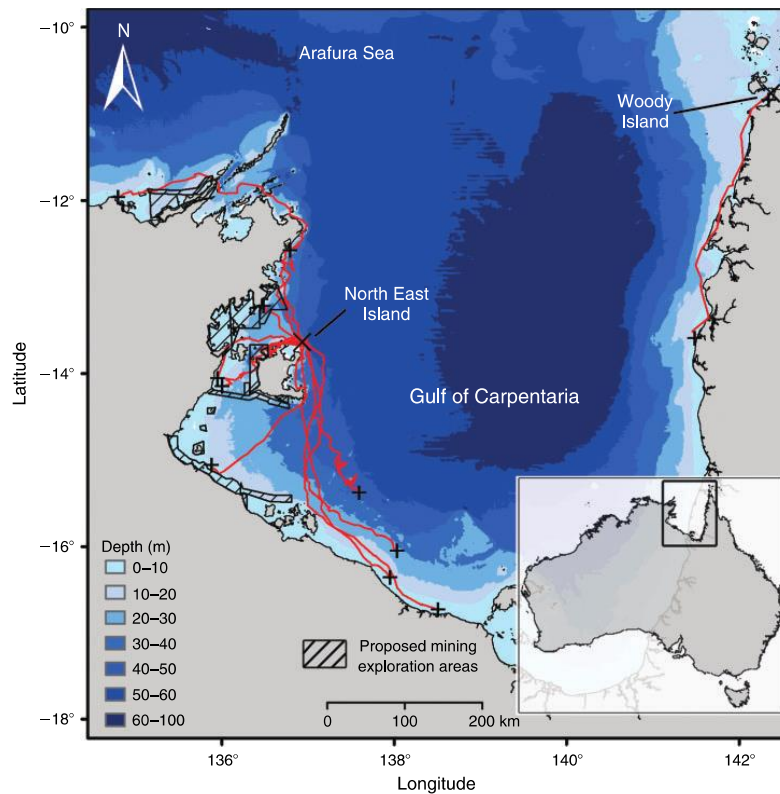 −10°
−12°
−14°
−16°
−18°
Latitude
N
Arafura Sea
Woody
Island
North East
Island
Gulf of Carpentaria
Depth (m)
0–10
10–20
20–30
30–40
40–50
50–60
60–100
Proposed mining
exploration areas
0 100 200 km
136° 138° 140° 142°
Longitude